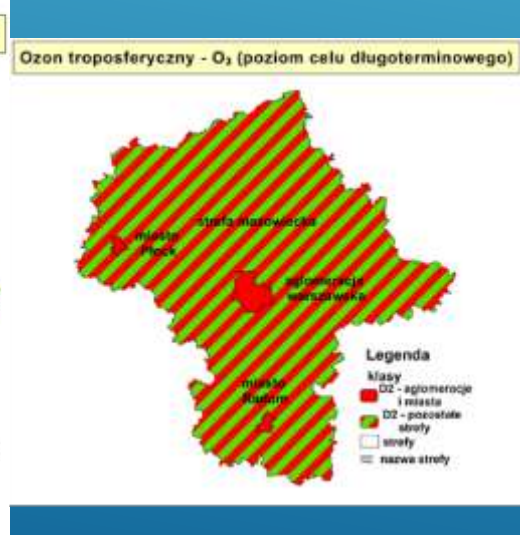 Ozon troposferyczny - O₃ (poziom celu długoterminowego)
strefa mazowiecka
miasto
Płock
aglomeracja
warszawska
miasto
Radom
Legenda
klasy
D2 - aglomeracje
i miasta
D2 - pozostałe
strefy
strefy
nazwa strefy